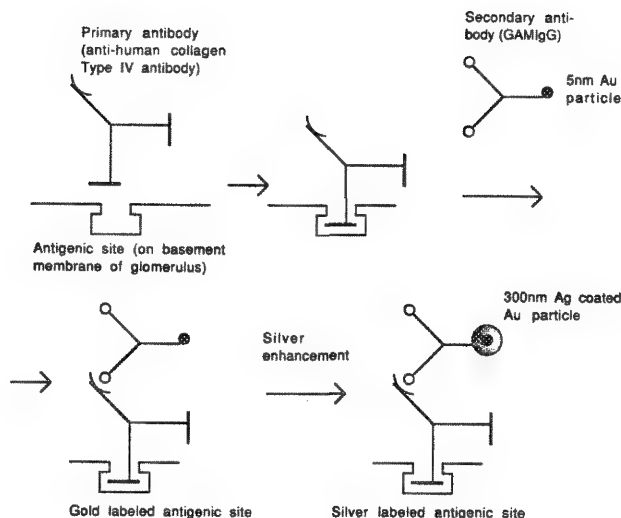 Primary antibody
(anti-human collagen
Type IV antibody)
Secondary anti-
body (GAMIgG)
5nm Au
particle
Antigenic site (on basement
membrane of glomerulus)
Silver
enhancement
300nm Ag coated
Au particle
Gold labeled antigenic site
Silver labeled antigenic site